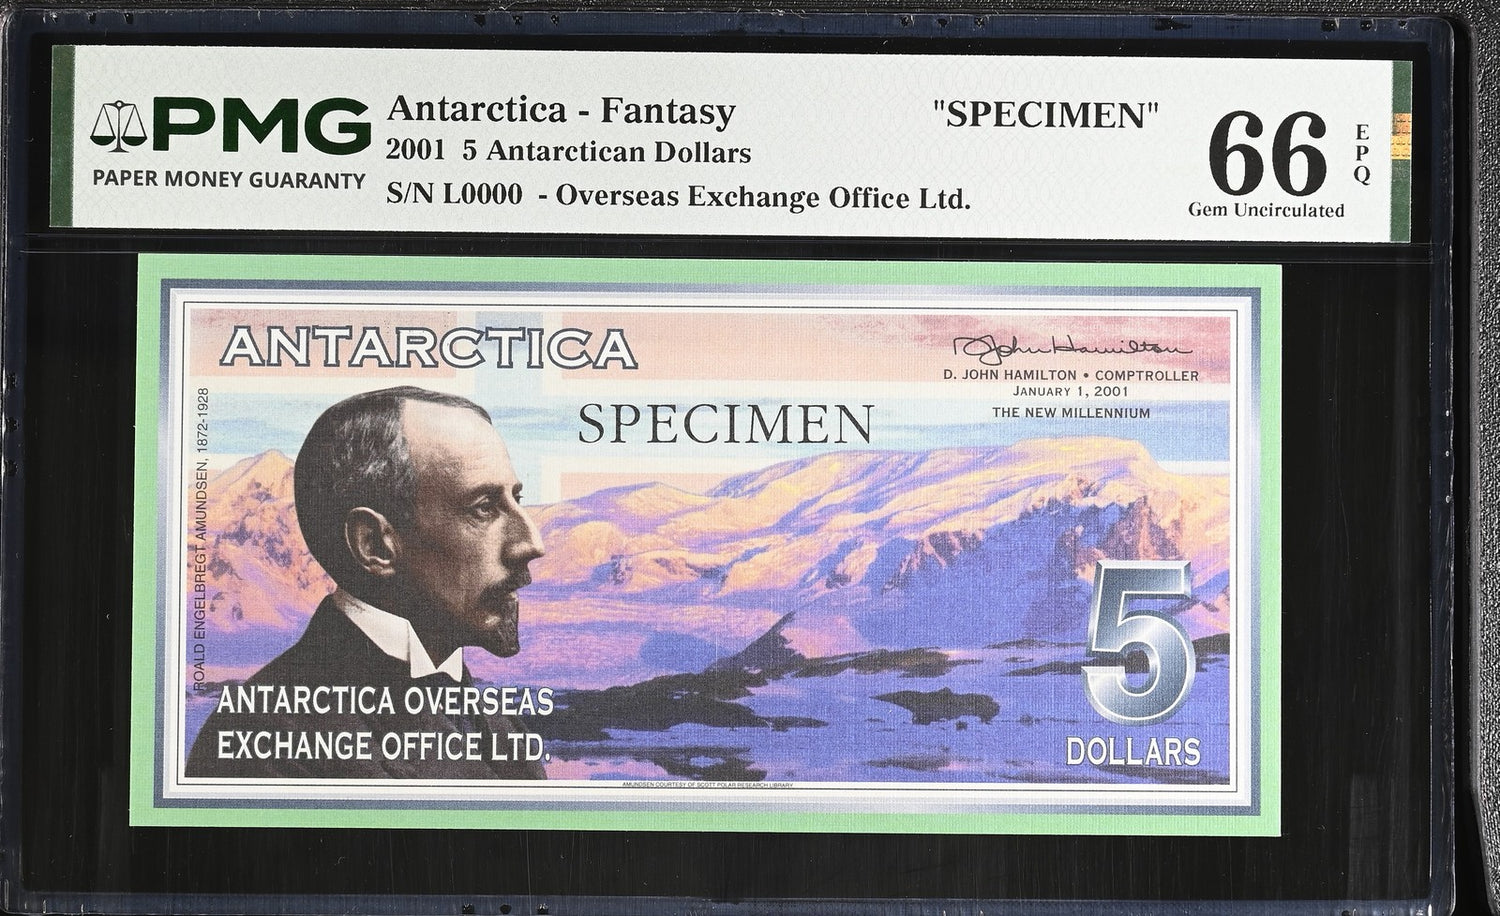 PMG
PAPER MONEY GUARANTY
Antarctica - Fantasy
2001 5 Antarctican Dollars
S/N L0000 - Overseas Exchange Office Ltd.
"SPECIMEN"
66
EPQ
Gem Uncirculated
ANTARCTICA
D. John Hamilton
D. JOHN HAMILTON • COMPTROLLER
JANUARY 1, 2001
THE NEW MILLENNIUM
SPECIMEN
ROALD ENGELBREGT AMUNDSEN, 1872-1928
ANTARCTICA OVERSEAS
EXCHANGE OFFICE LTD.
5
DOLLARS
AMUNDSEN COURTESY OF SCOTT POLAR RESEARCH LIBRARY